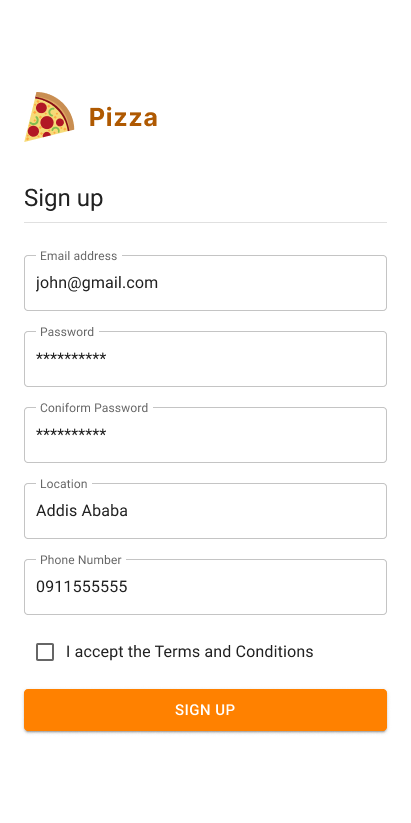 Pizza
Sign up
Email address
john@gmail.com
Password
**********
Coniform Password
**********
Location
Addis Ababa
Phone Number
0911555555
I accept the Terms and Conditions
SIGN UP